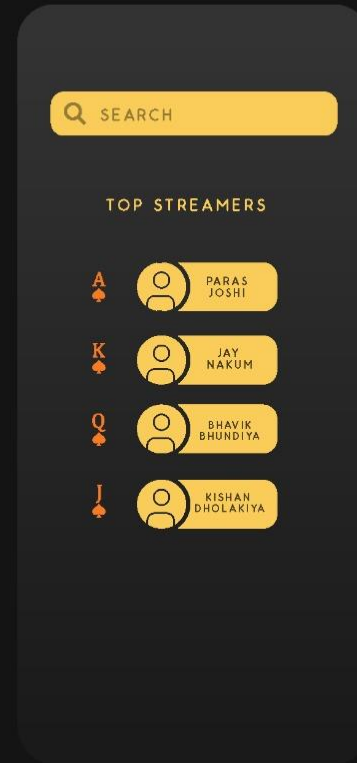 SEARCH
TOP STREAMERS
A
PARAS
JOSHI
K
JAY
NAKUM
Q
BHAVIK
BHUNDIYA
J
KISHAN
DHOLAKIYA